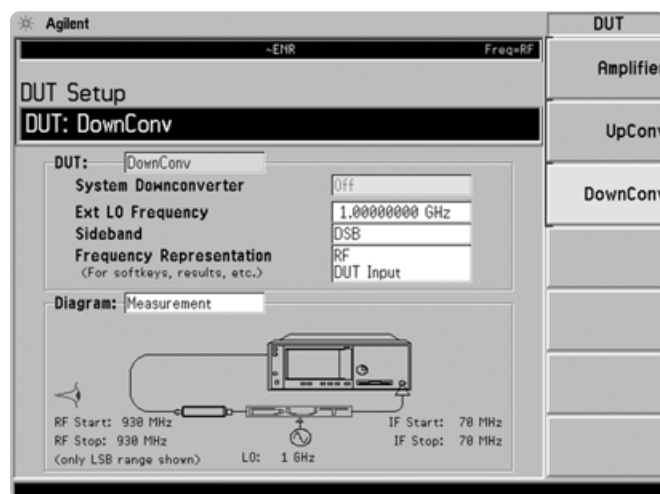 Agilent
DUT
~ENR
Freq=RF
Amplifier
DUT Setup
DUT: DownConv
UpConv
DUT: DownConv
System Downconverter Off
DownConv
Ext LO Frequency 1.00000000 GHz
Sideband DSB
Frequency Representation RF
(For softkeys, results, etc.) DUT Input
Diagram: Measurement
RF Start: 930 MHz
IF Start: 70 MHz
RF Stop: 930 MHz
IF Stop: 70 MHz
(only LSB range shown)
LO: 1 GHz